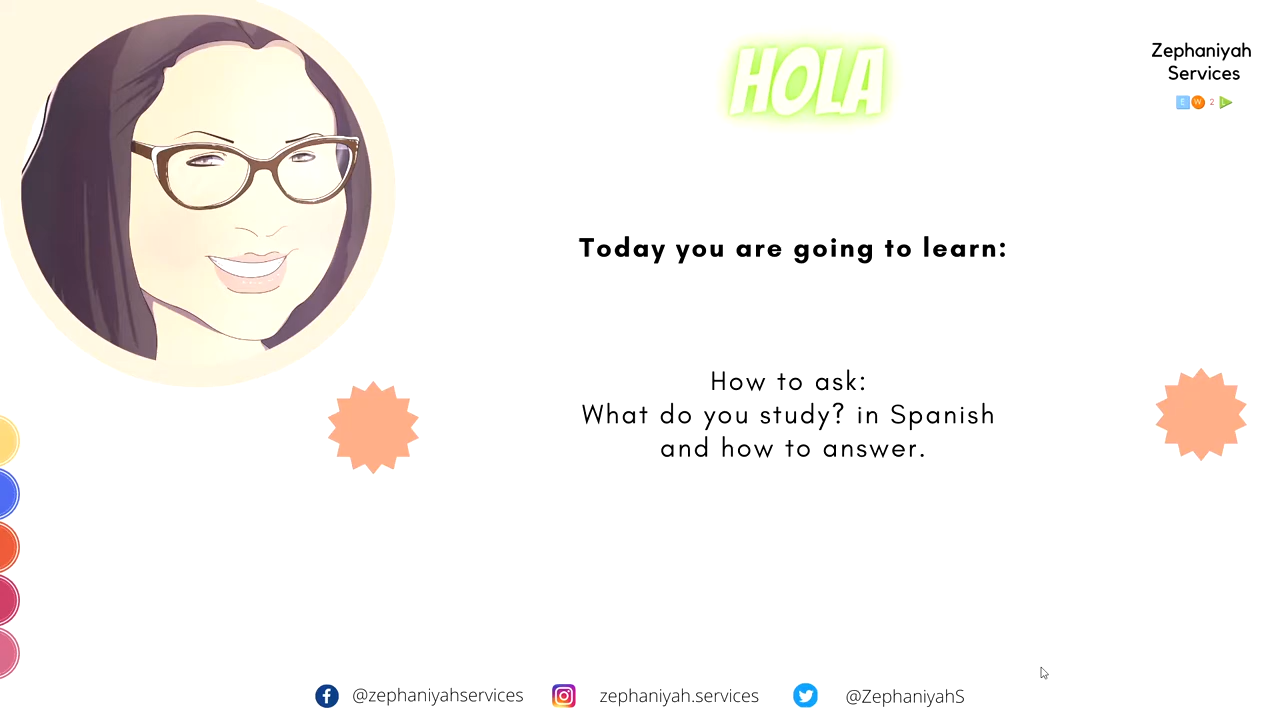 HOLA
Zephaniyah
Services
E W 2 L
Today you are going to learn:
How to ask:
What do you study? in Spanish
and how to answer.
@zephaniyahservices
zephaniyah.services
@ZephaniyahS